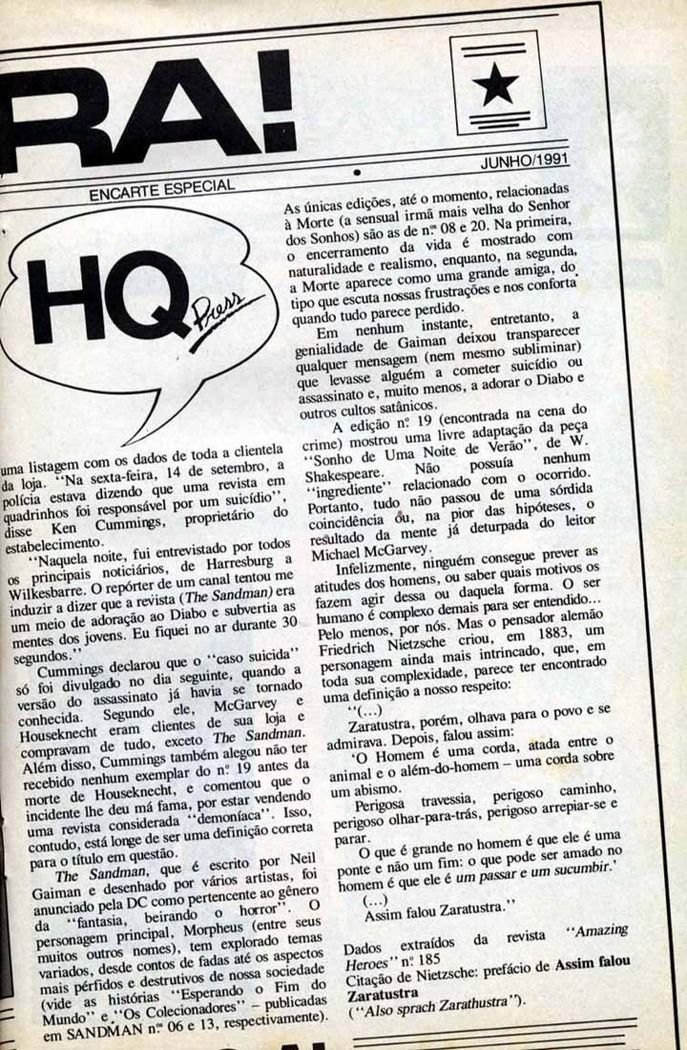 RA!
JUNHO/1991
ENCARTE ESPECIAL
HQ
Press
uma listagem com os dados de toda a clientela
da loja. "Na sexta-feira, 14 de setembro, a
polícia estava dizendo que uma revista em
quadrinhos foi responsável por um suicídio",
disse Ken Cummings, proprietário do
estabelecimento.
"Naquela noite, fui entrevistado por todos
os principais noticiários, de Harresburg a
Wilkesbarre. O repórter de um canal tentou me
induzir a dizer que a revista (The Sandman) era
um meio de adoração ao Diabo e subvertia as
mentes dos jovens. Eu fiquei no ar durante 30
segundos."
Cummings declarou que o "caso suicida"
só foi divulgado no dia seguinte, quando a
versão do assassinato já havia se tornado
conhecida. Segundo ele, McGarvey e
Houseknecht eram clientes de sua loja e
compravam de tudo, exceto The Sandman.
Além disso, Cummings também alegou não ter
recebido nenhum exemplar do nº 19 antes da
morte de Houseknecht, e comentou que o
incidente lhe deu má fama, por estar vendendo
uma revista considerada "demoníaca". Isso,
contudo, está longe de ser uma definição correta
para o título em questão.
The Sandman, que é escrito por Neil
Gaiman e desenhado por vários artistas, foi
anunciado pela DC como pertencente ao gênero
da "fantasia, beirando o horror". O
personagem principal, Morpheus (entre seus
muitos outros nomes), tem explorado temas
variados, desde contos de fadas até os aspectos
mais pérfidos e destrutivos de nossa sociedade
(vide as histórias "Esperando o Fim do
Mundo" e "Os Colecionadores" – publicadas
em SANDMAN nºs 06 e 13, respectivamente).
As únicas edições, até o momento, relacionadas
à Morte (a sensual irmã mais velha do Senhor
dos Sonhos) são as de nºs 08 e 20. Na primeira,
o encerramento da vida é mostrado com
naturalidade e realismo, enquanto, na segunda,
a Morte aparece como uma grande amiga, do
tipo que escuta nossas frustrações e nos conforta
quando tudo parece perdido.
Em nenhum instante, entretanto, a
genialidade de Gaiman deixou transparecer
qualquer mensagem (nem mesmo subliminar)
que levasse alguém a cometer suicídio ou
assassinato e, muito menos, a adorar o Diabo e
outros cultos satânicos.
A edição nº 19 (encontrada na cena do
crime) mostrou uma livre adaptação da peça
"Sonho de Uma Noite de Verão", de W.
Shakespeare. Não possuía nenhum
"ingrediente" relacionado com o ocorrido.
Portanto, tudo não passou de uma sórdida
coincidência ou, na pior das hipóteses, o
resultado da mente já deturpada do leitor
Michael McGarvey.
Infelizmente, ninguém consegue prever as
atitudes dos homens, ou saber quais motivos os
fazem agir dessa ou daquela forma. O ser
humano é complexo demais para ser entendido...
Pelo menos, por nós. Mas o pensador alemão
Friedrich Nietzsche criou, em 1883, um
personagem ainda mais intrincado, que, em
toda sua complexidade, parece ter encontrado
uma definição a nosso respeito:
"(...)
Zaratustra, porém, olhava para o povo e se
admirava. Depois, falou assim:
'O Homem é uma corda, atada entre o
animal e o além-do-homem – uma corda sobre
um abismo.
Perigosa travessia, perigoso caminho,
perigoso olhar-para-trás, perigoso arrepiar-se e
parar.
O que é grande no homem é que ele é uma
ponte e não um fim: o que pode ser amado no
homem é que ele é um passar e um sucumbir.'
(...)
Assim falou Zaratustra."
Dados extraídos da revista "Amazing
Heroes" nº 185
Citação de Nietzsche: prefácio de Assim falou
Zaratustra
("Also sprach Zarathustra").